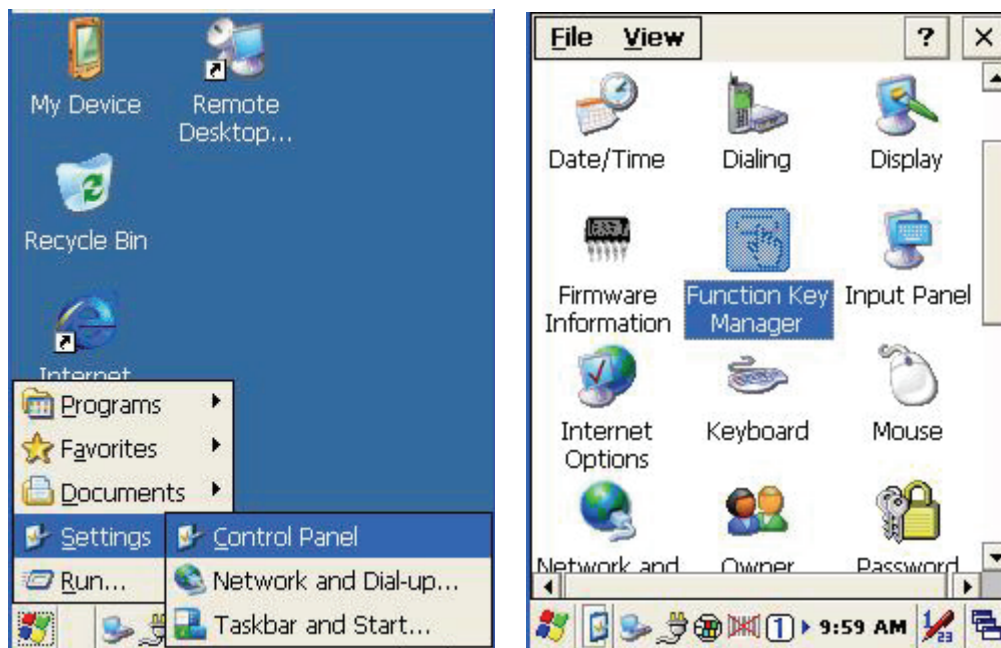 My Device
Remote
Desktop...
Recycle Bin
Internet
Programs
Favorites
Documents
Settings
Run...
Control Panel
Network and Dial-up...
Taskbar and Start...
File View ? ×
Date/Time
Dialing
Display
Firmware
Information
Function Key
Manager
Input Panel
Internet
Options
Keyboard
Mouse
Network and
Owner
Password
1 9:59 AM